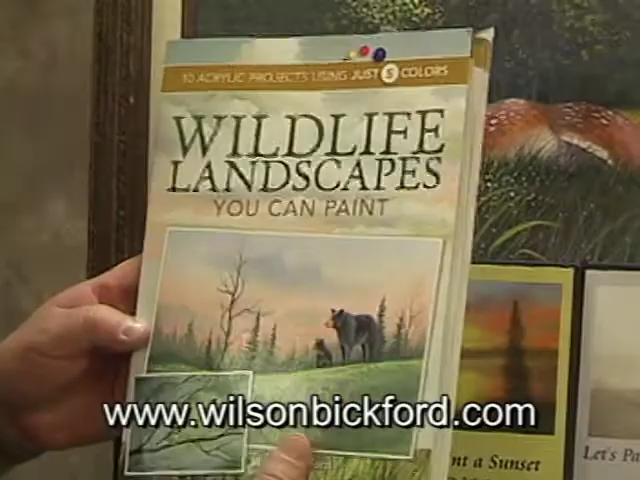 10 ACRYLIC PROJECTS USING JUST 5 COLORS
WILDLIFE
LANDSCAPES
YOU CAN PAINT
www.wilsonbickford.com
nt a Sunset
Let's Pa